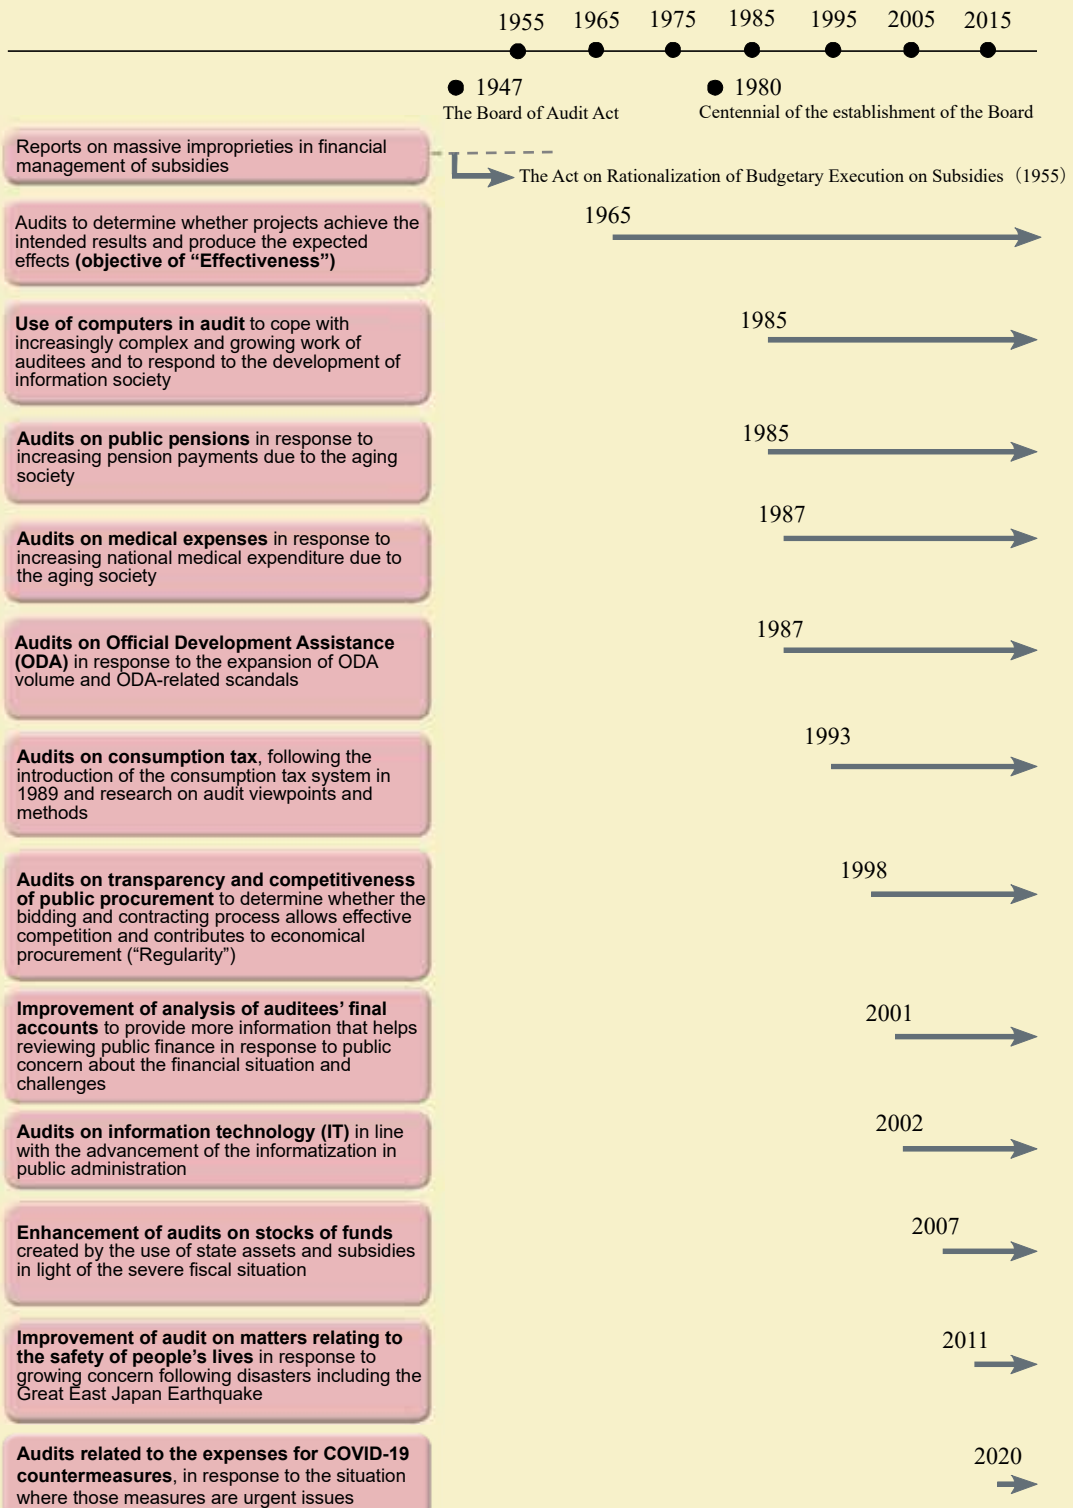 1955 1965 1975 1985 1995 2005 2015
1947 1980
The Board of Audit Act Centennial of the establishment of the Board
Reports on massive improprieties in financial
management of subsidies
The Act on Rationalization of Budgetary Execution on Subsidies (1955)
1965
Audits to determine whether projects achieve the
intended results and produce the expected
effects (objective of “Effectiveness”)
1985
Use of computers in audit to cope with
increasingly complex and growing work of
auditees and to respond to the development of
information society
1985
Audits on public pensions in response to
increasing pension payments due to the aging
society
1987
Audits on medical expenses in response to
increasing national medical expenditure due to
the aging society
1987
Audits on Official Development Assistance
(ODA) in response to the expansion of ODA
volume and ODA-related scandals
1993
Audits on consumption tax, following the
introduction of the consumption tax system in
1989 and research on audit viewpoints and
methods
1998
Audits on transparency and competitiveness
of public procurement to determine whether the
bidding and contracting process allows effective
competition and contributes to economical
procurement (“Regularity”)
2001
Improvement of analysis of auditees’ final
accounts to provide more information that helps
reviewing public finance in response to public
concern about the financial situation and
challenges
2002
Audits on information technology (IT) in line
with the advancement of the informatization in
public administration
2007
Enhancement of audits on stocks of funds
created by the use of state assets and subsidies
in light of the severe fiscal situation
2011
Improvement of audit on matters relating to
the safety of people’s lives in response to
growing concern following disasters including the
Great East Japan Earthquake
2020
Audits related to the expenses for COVID-19
countermeasures, in response to the situation
where those measures are urgent issues